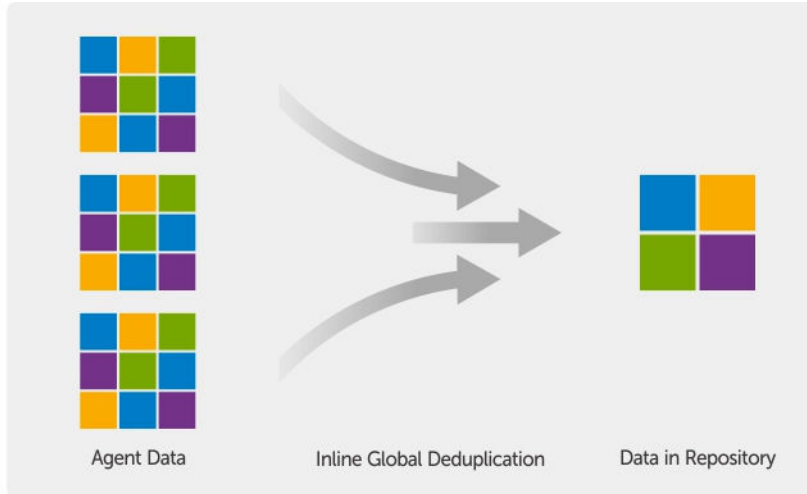 Agent Data
Inline Global Deduplication
Data in Repository